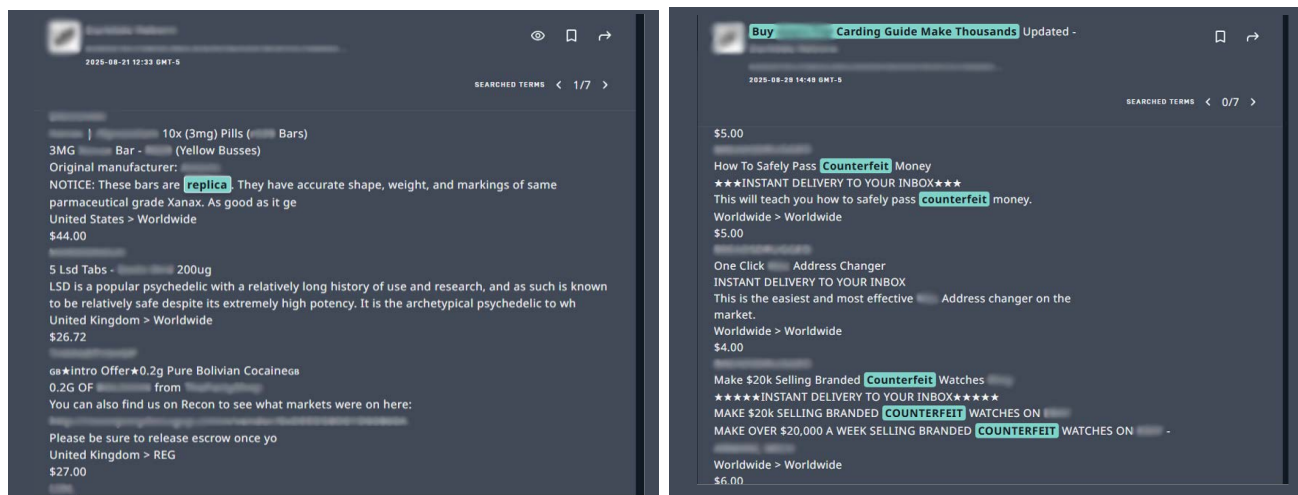 2025-08-21 12:33 GMT-5
SEARCHED TERMS < 1/7 >
| 10x (3mg) Pills ( Bars)
3MG Bar - (Yellow Busses)
Original manufacturer:
NOTICE: These bars are replica. They have accurate shape, weight, and markings of same
parmaceutical grade Xanax. As good as it ge
United States > Worldwide
$44.00
5 Lsd Tabs - 200ug
LSD is a popular psychedelic with a relatively long history of use and research, and as such is known
to be relatively safe despite its extremely high potency. It is the archetypical psychedelic to wh
United Kingdom > Worldwide
$26.72
GB★intro Offer★0.2g Pure Bolivian CocaineGB
0.2G OF from
You can also find us on Recon to see what markets were on here:
Please be sure to release escrow once yo
United Kingdom > REG
$27.00
Buy Carding Guide Make Thousands Updated -
2025-08-29 14:49 GMT-5
SEARCHED TERMS < 0/7 >
$5.00
How To Safely Pass Counterfeit Money
★★★INSTANT DELIVERY TO YOUR INBOX★★★
This will teach you how to safely pass counterfeit money.
Worldwide > Worldwide
$5.00
One Click Address Changer
INSTANT DELIVERY TO YOUR INBOX
This is the easiest and most effective Address changer on the
market.
Worldwide > Worldwide
$4.00
Make $20k Selling Branded Counterfeit Watches
★★★★★INSTANT DELIVERY TO YOUR INBOX★★★★★
MAKE $20k SELLING BRANDED COUNTERFEIT WATCHES ON
MAKE OVER $20,000 A WEEK SELLING BRANDED COUNTERFEIT WATCHES ON -
Worldwide > Worldwide
$6.00